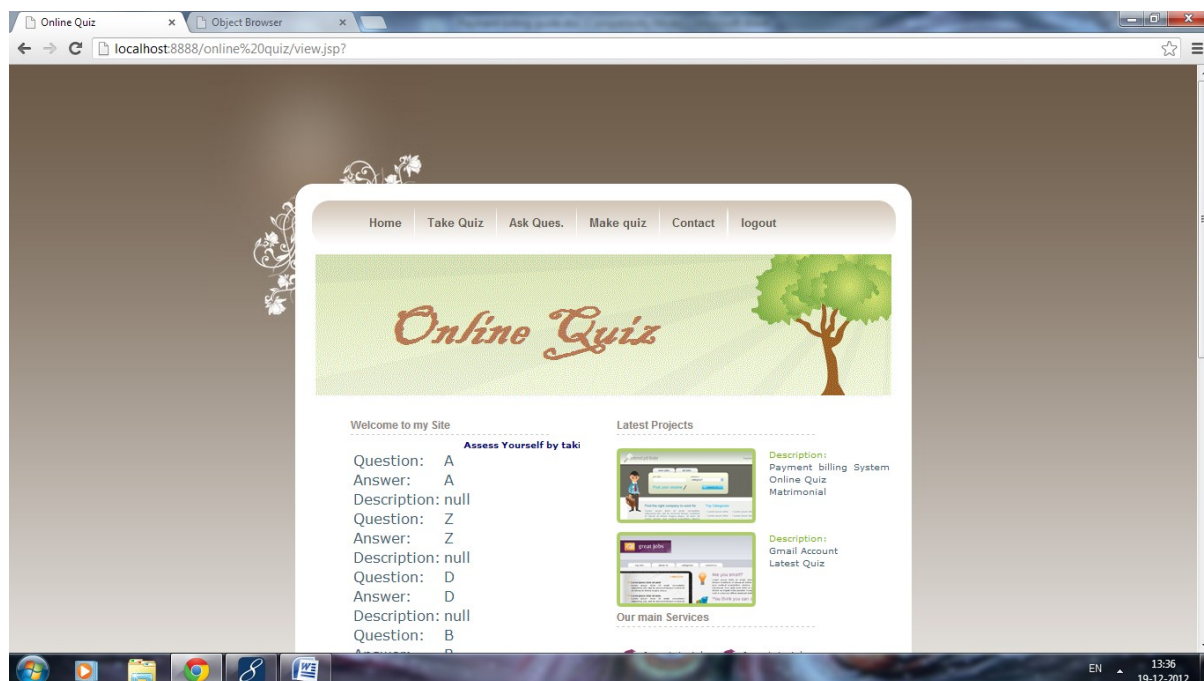 Online Quiz
Object Browser
localhost:8888/online%20quiz/view.jsp?
Home Take Quiz Ask Ques. Make quiz Contact logout
Online Quiz
Welcome to my Site
Assess Yourself by taki
Question: A
Answer: A
Description: null
Question: Z
Answer: Z
Description: null
Question: D
Answer: D
Description: null
Question: B
Latest Projects
Description:
Payment billing System
Online Quiz
Matrimonial
great jobs
Description:
Gmail Account
Latest Quiz
Our main Services
EN
13:36
19-12-2012